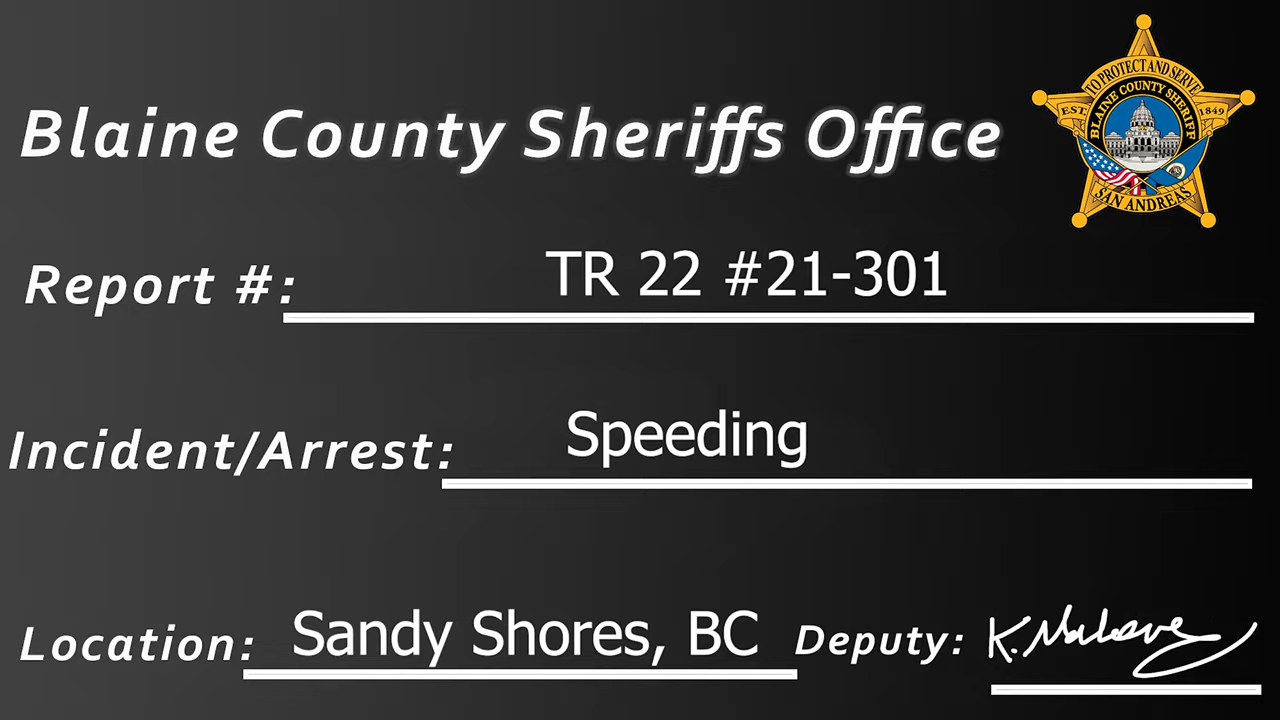 Blaine County Sheriffs Office
TO PROTECT AND SERVE
EST. 1849
BLAINE COUNTY SHERIFF
SAN ANDREAS
Report #: TR 22 #21-301
Incident/Arrest: Speeding
Location: Sandy Shores, BC Deputy: K.